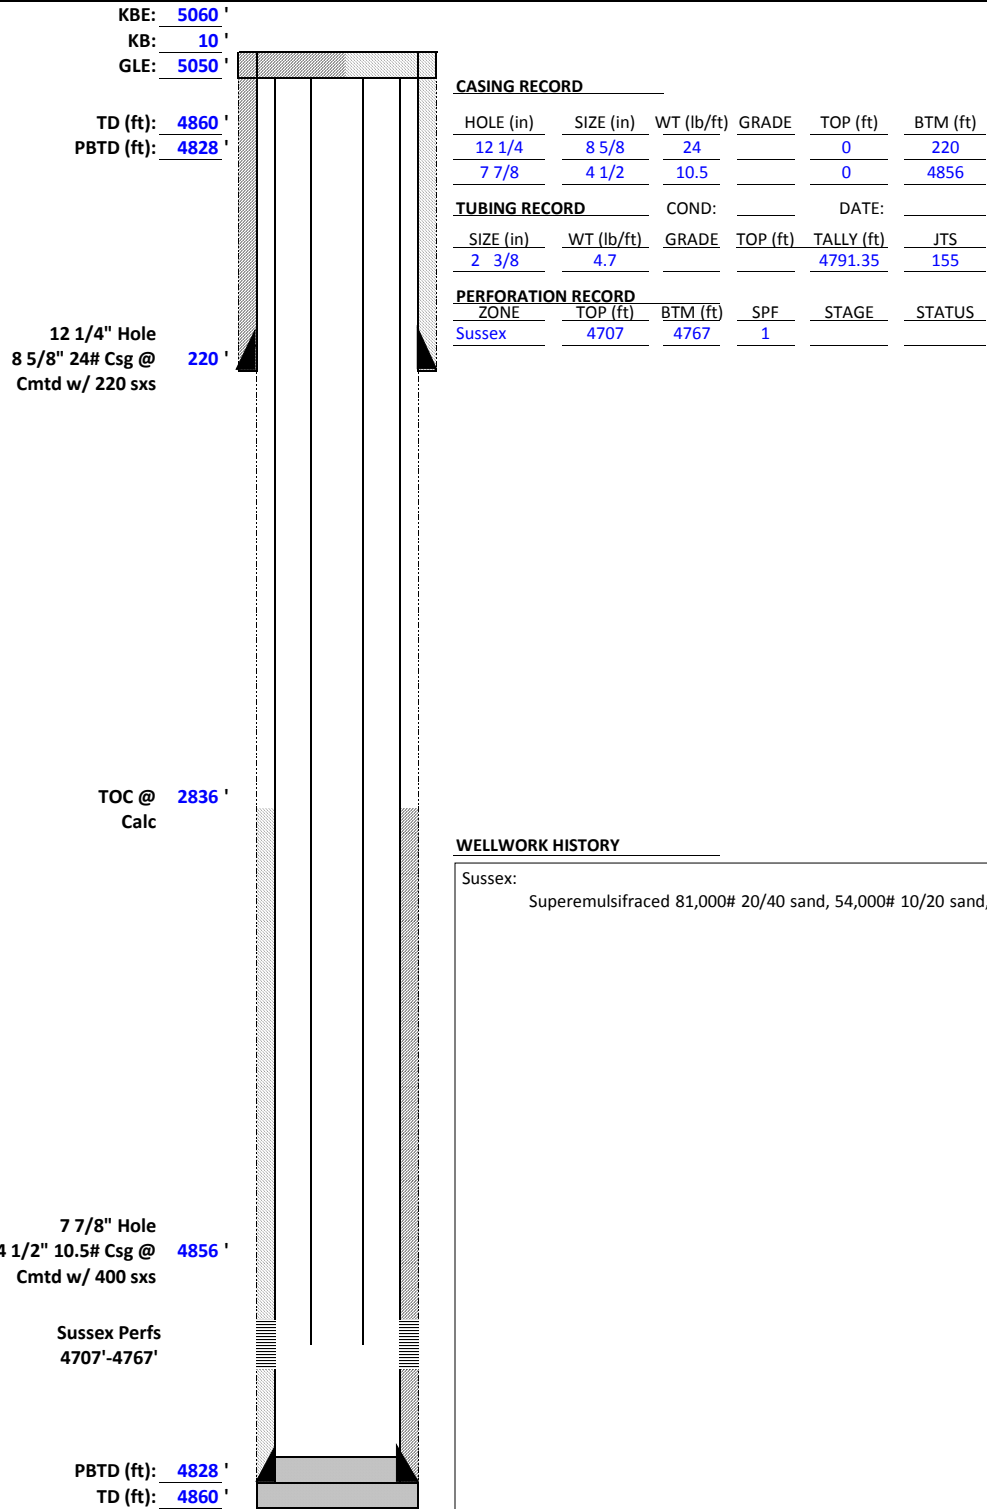 KBE: 5060 '
KB: 10 '
GLE: 5050 '
TD (ft): 4860 '
PBTD (ft): 4828 '
CASING RECORD
HOLE (in) SIZE (in) WT (lb/ft) GRADE TOP (ft) BTM (ft)
12 1/4 8 5/8 24 0 220
7 7/8 4 1/2 10.5 0 4856
TUBING RECORD COND: DATE:
SIZE (in) WT (lb/ft) GRADE TOP (ft) TALLY (ft) JTS
2 3/8 4.7 4791.35 155
PERFORATION RECORD
ZONE TOP (ft) BTM (ft) SPF STAGE STATUS
Sussex 4707 4767 1
12 1/4" Hole
8 5/8" 24# Csg @ 220 '
Cmtd w/ 220 sxs
TOC @ 2836 '
Calc
WELLWORK HISTORY
Sussex:
Superemulsifraced 81,000# 20/40 sand, 54,000# 10/20 sand,
7 7/8" Hole
4 1/2" 10.5# Csg @ 4856 '
Cmtd w/ 400 sxs
Sussex Perfs
4707'-4767'
PBTD (ft): 4828 '
TD (ft): 4860 '